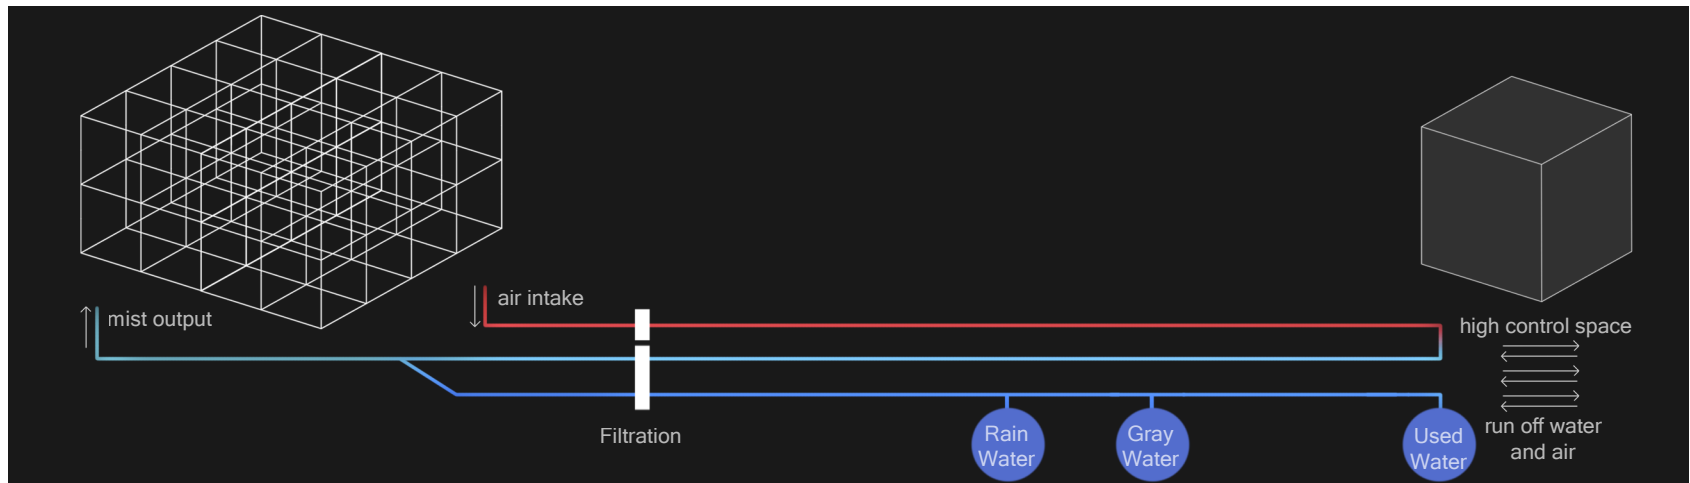 air intake
mist output
high control space
Filtration
Rain
Water
Gray
Water
Used
Water
run off water
and air